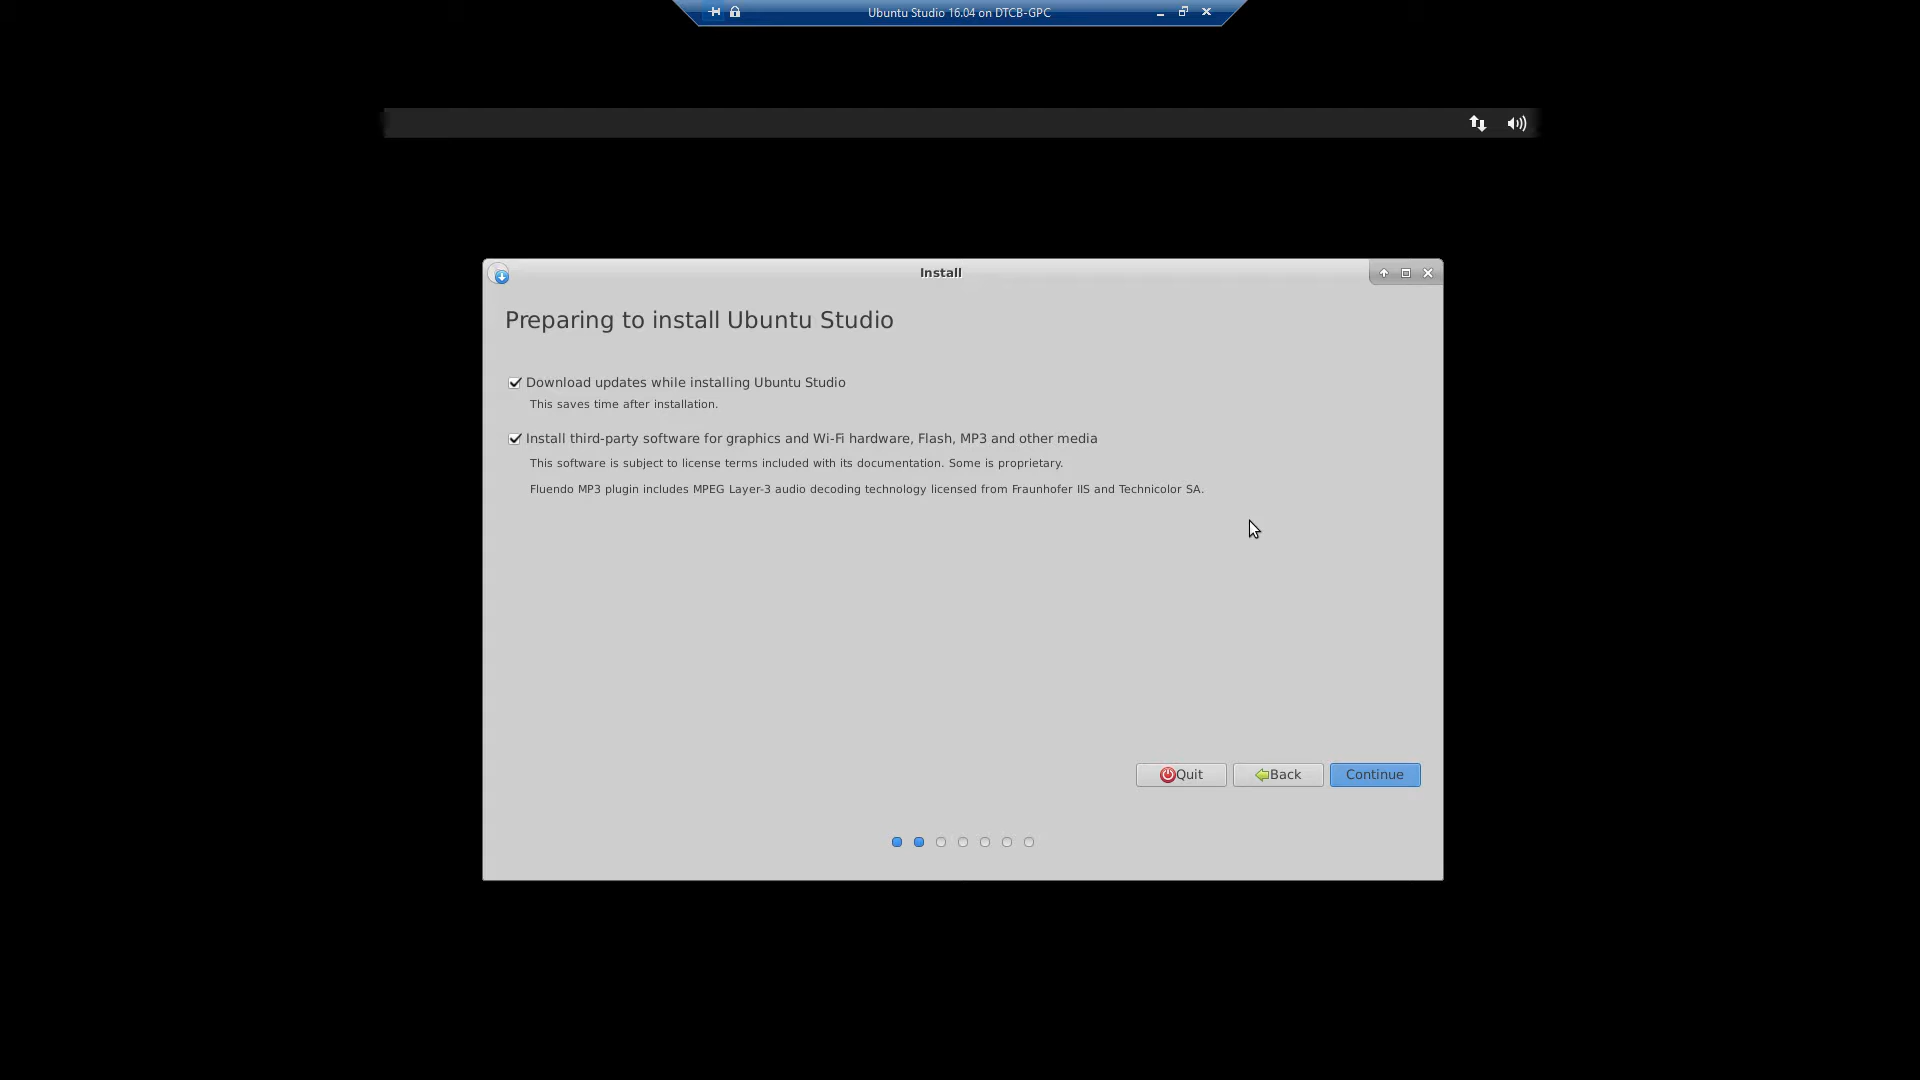 Ubuntu Studio 16.04 on DTCB-GPC
Install
Preparing to install Ubuntu Studio
Download updates while installing Ubuntu Studio
This saves time after installation.
Install third-party software for graphics and Wi-Fi hardware, Flash, MP3 and other media
This software is subject to license terms included with its documentation. Some is proprietary.
Fluendo MP3 plugin includes MPEG Layer-3 audio decoding technology licensed from Fraunhofer IIS and Technicolor SA.
Quit Back Continue